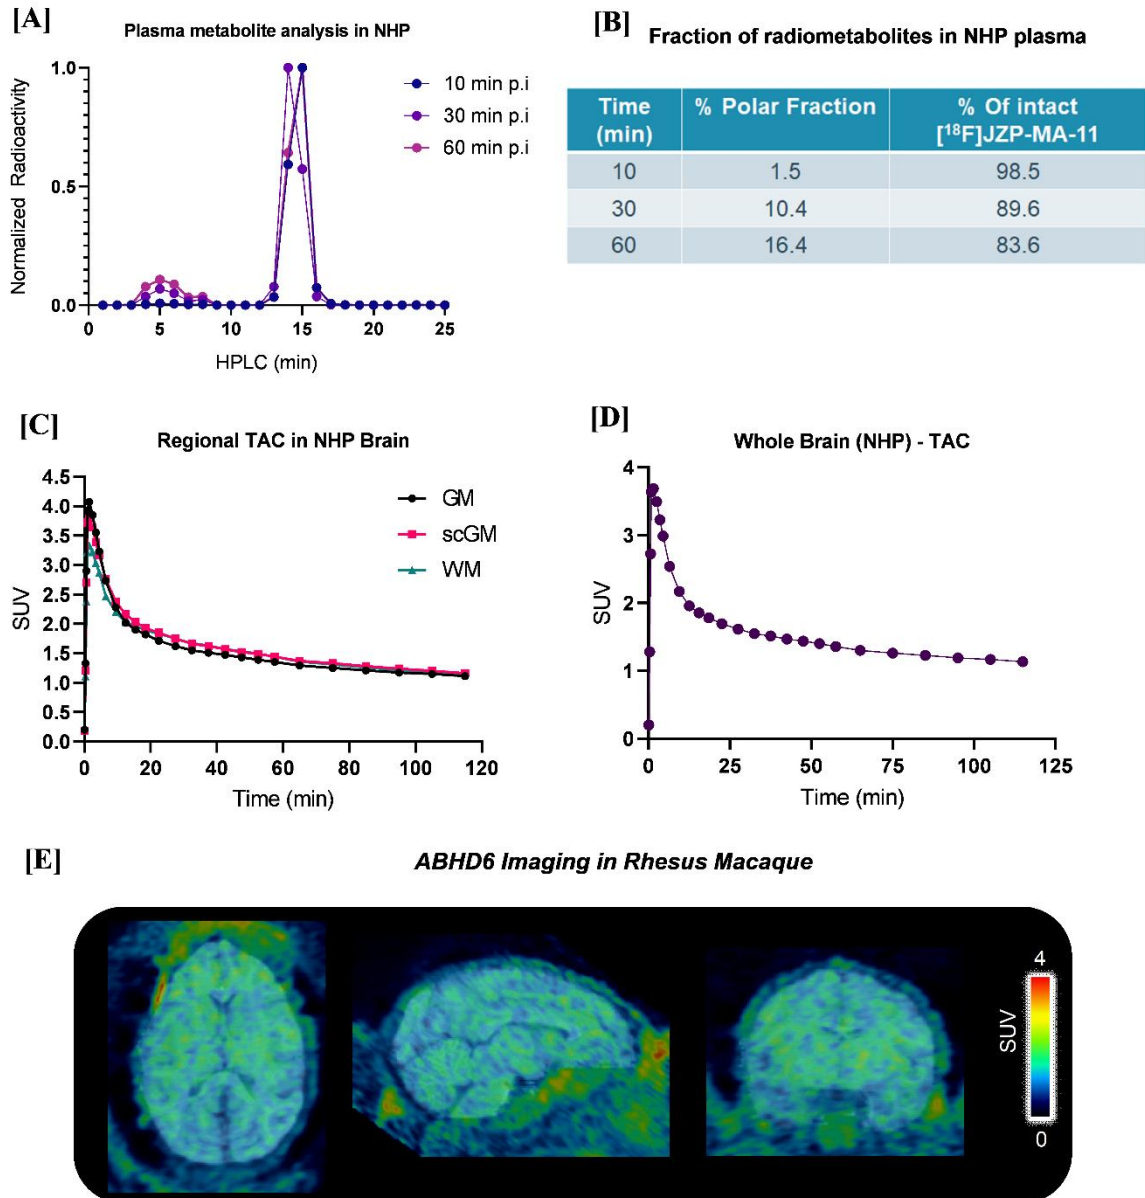 [A]
Plasma metabolite analysis in NHP
1.0
0.5
0.0
Normalized Radioactivity
0 5 10 15 20 25
HPLC (min)
10 min p.i
30 min p.i
60 min p.i
[B]
Fraction of radiometabolites in NHP plasma
Time (min) % Polar Fraction % Of intact [¹⁸F]JZP-MA-11
10 1.5 98.5
30 10.4 89.6
60 16.4 83.6
[C]
Regional TAC in NHP Brain
4.5
4.0
3.5
3.0
2.5
2.0
1.5
1.0
0.5
0.0
SUV
0 20 40 60 80 100 120
Time (min)
GM
scGM
WM
[D]
Whole Brain (NHP) - TAC
4
3
2
1
0
SUV
0 25 50 75 100 125
Time (min)
[E]
ABHD6 Imaging in Rhesus Macaque
4
SUV
0